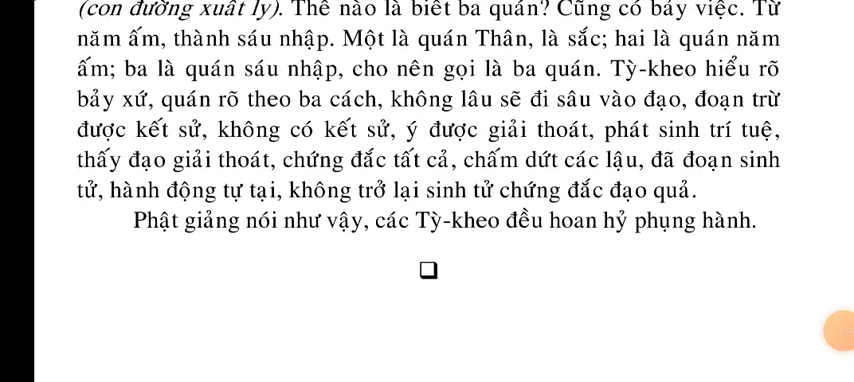 (con đường xuất ly). Thế nào là biết ba quán? Cũng có bảy việc. Từ
năm ấm, thành sáu nhập. Một là quán Thân, là sắc; hai là quán năm
ấm; ba là quán sáu nhập, cho nên gọi là ba quán. Tỳ-kheo hiểu rõ
bảy xứ, quán rõ theo ba cách, không lâu sẽ đi sâu vào đạo, đoạn trừ
được kết sử, không có kết sử, ý được giải thoát, phát sinh trí tuệ,
thấy đạo giải thoát, chứng đắc tất cả, chấm dứt các lậu, đã đoạn sinh
tử, hành động tự tại, không trở lại sinh tử chứng đắc đạo quả.
Phật giảng nói như vậy, các Tỳ-kheo đều hoan hỷ phụng hành.